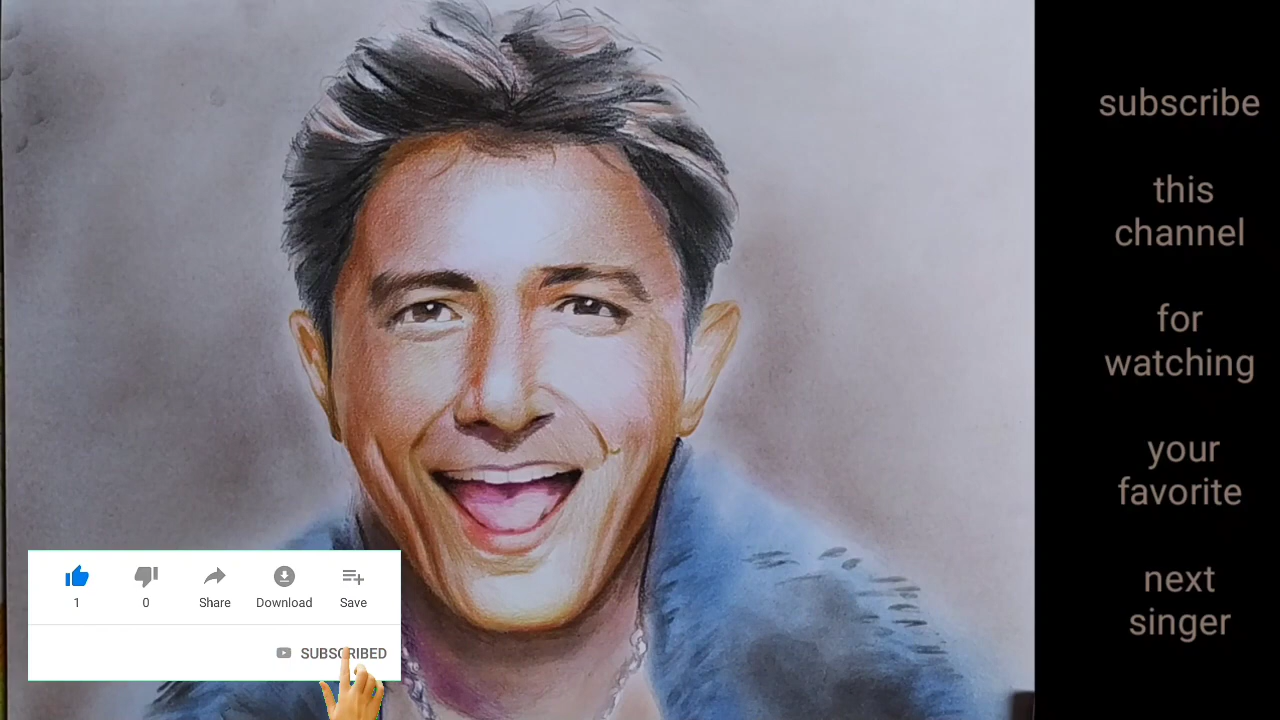 subscribe
this
channel
for
watching
your
favorite
next
singer
1 0 Share Download Save
SUBSCRIBED